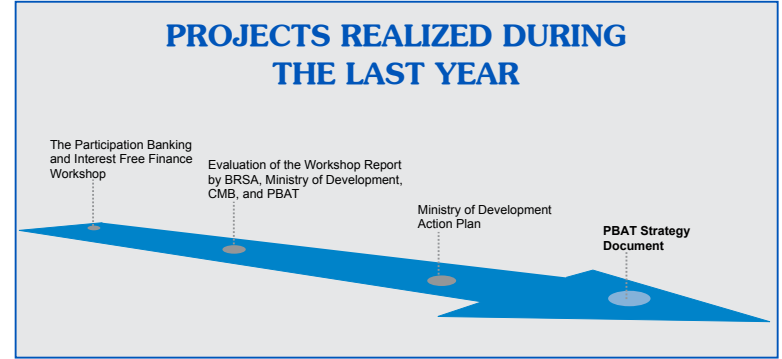 PROJECTS REALIZED DURING
THE LAST YEAR
The Participation Banking
and Interest Free Finance
Workshop
Evaluation of the Workshop Report
by BRSA, Ministry of Development,
CMB, and PBAT
Ministry of Development
Action Plan
PBAT Strategy
Document